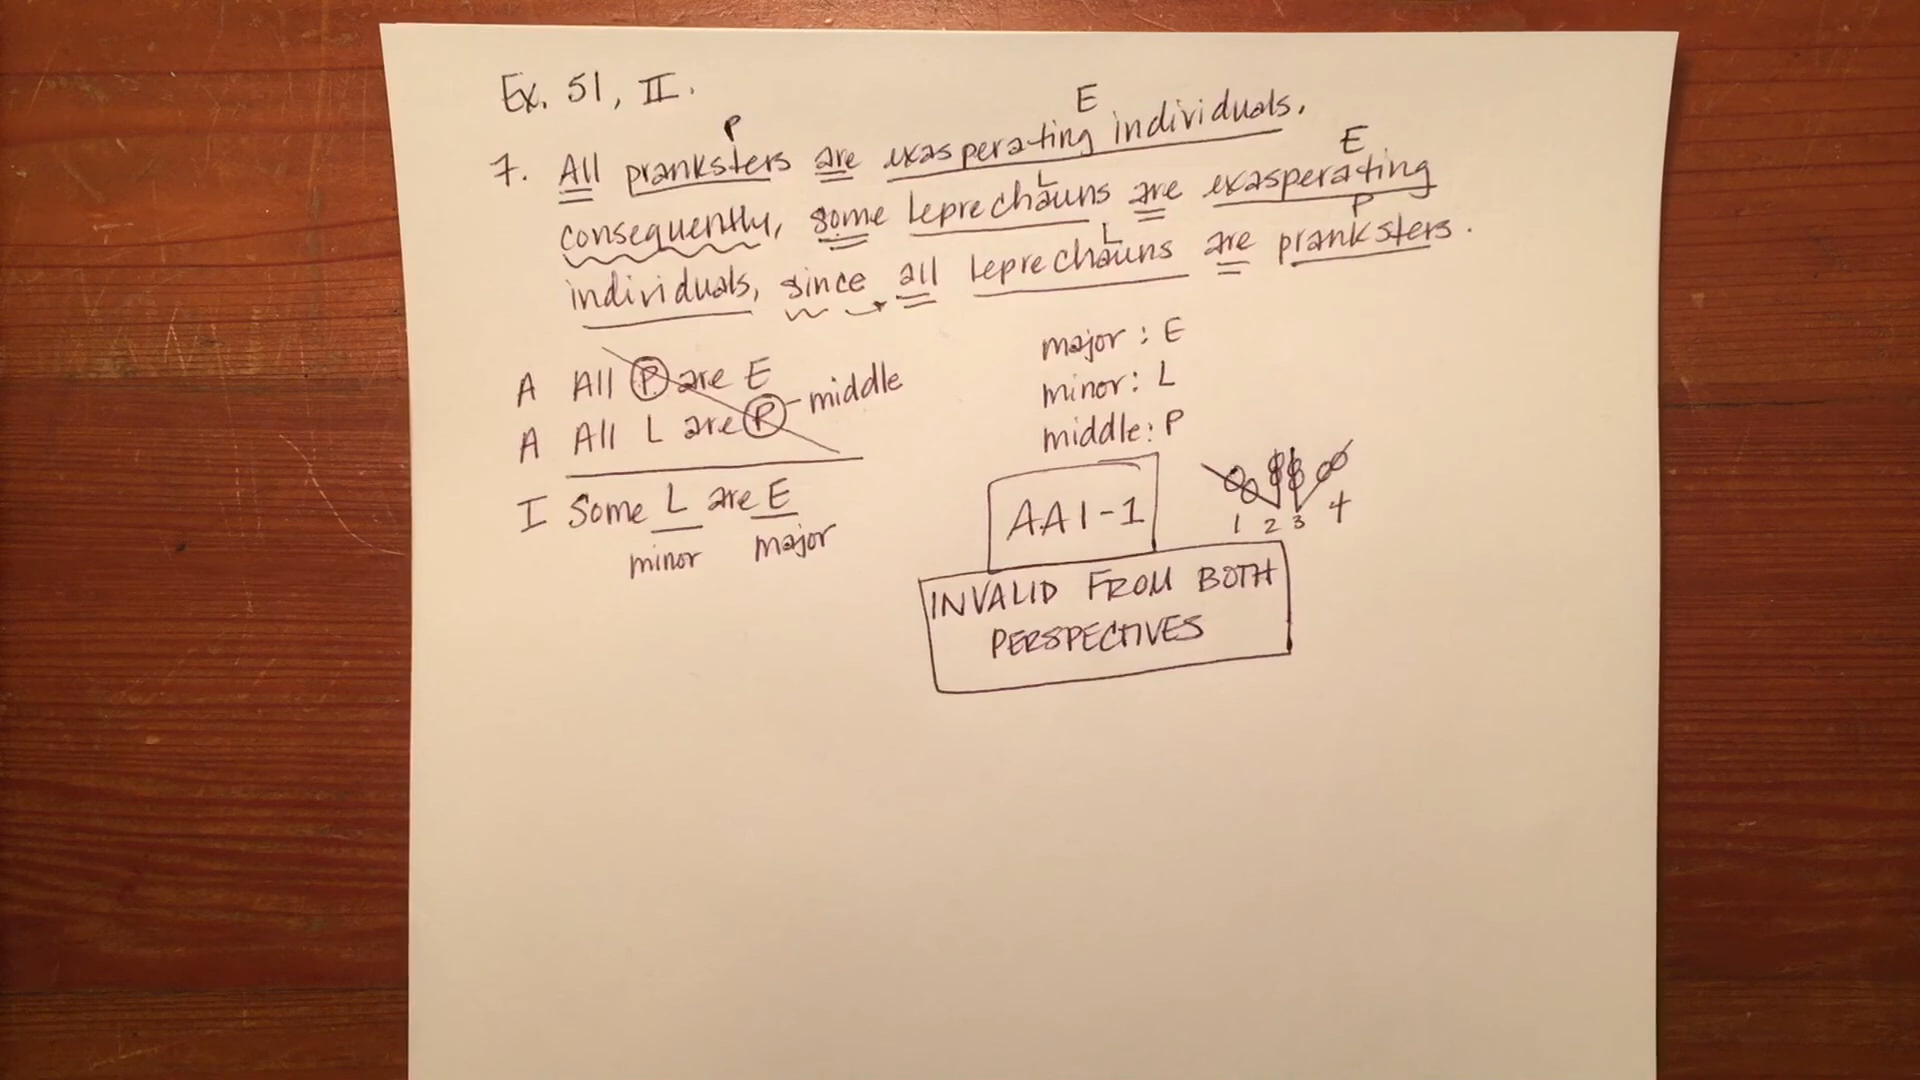 Ex. 51, II.
P
E
7. All pranksters are exasperating individuals.
L
E
consequently, some leprechauns are exasperating
L
P
individuals, since all leprechauns are pranksters.
A All P are E
A All L are P - middle
I Some L are E
minor major
major: E
minor: L
middle: P
AAI-1
1 2 3 4
INVALID FROM BOTH
PERSPECTIVES